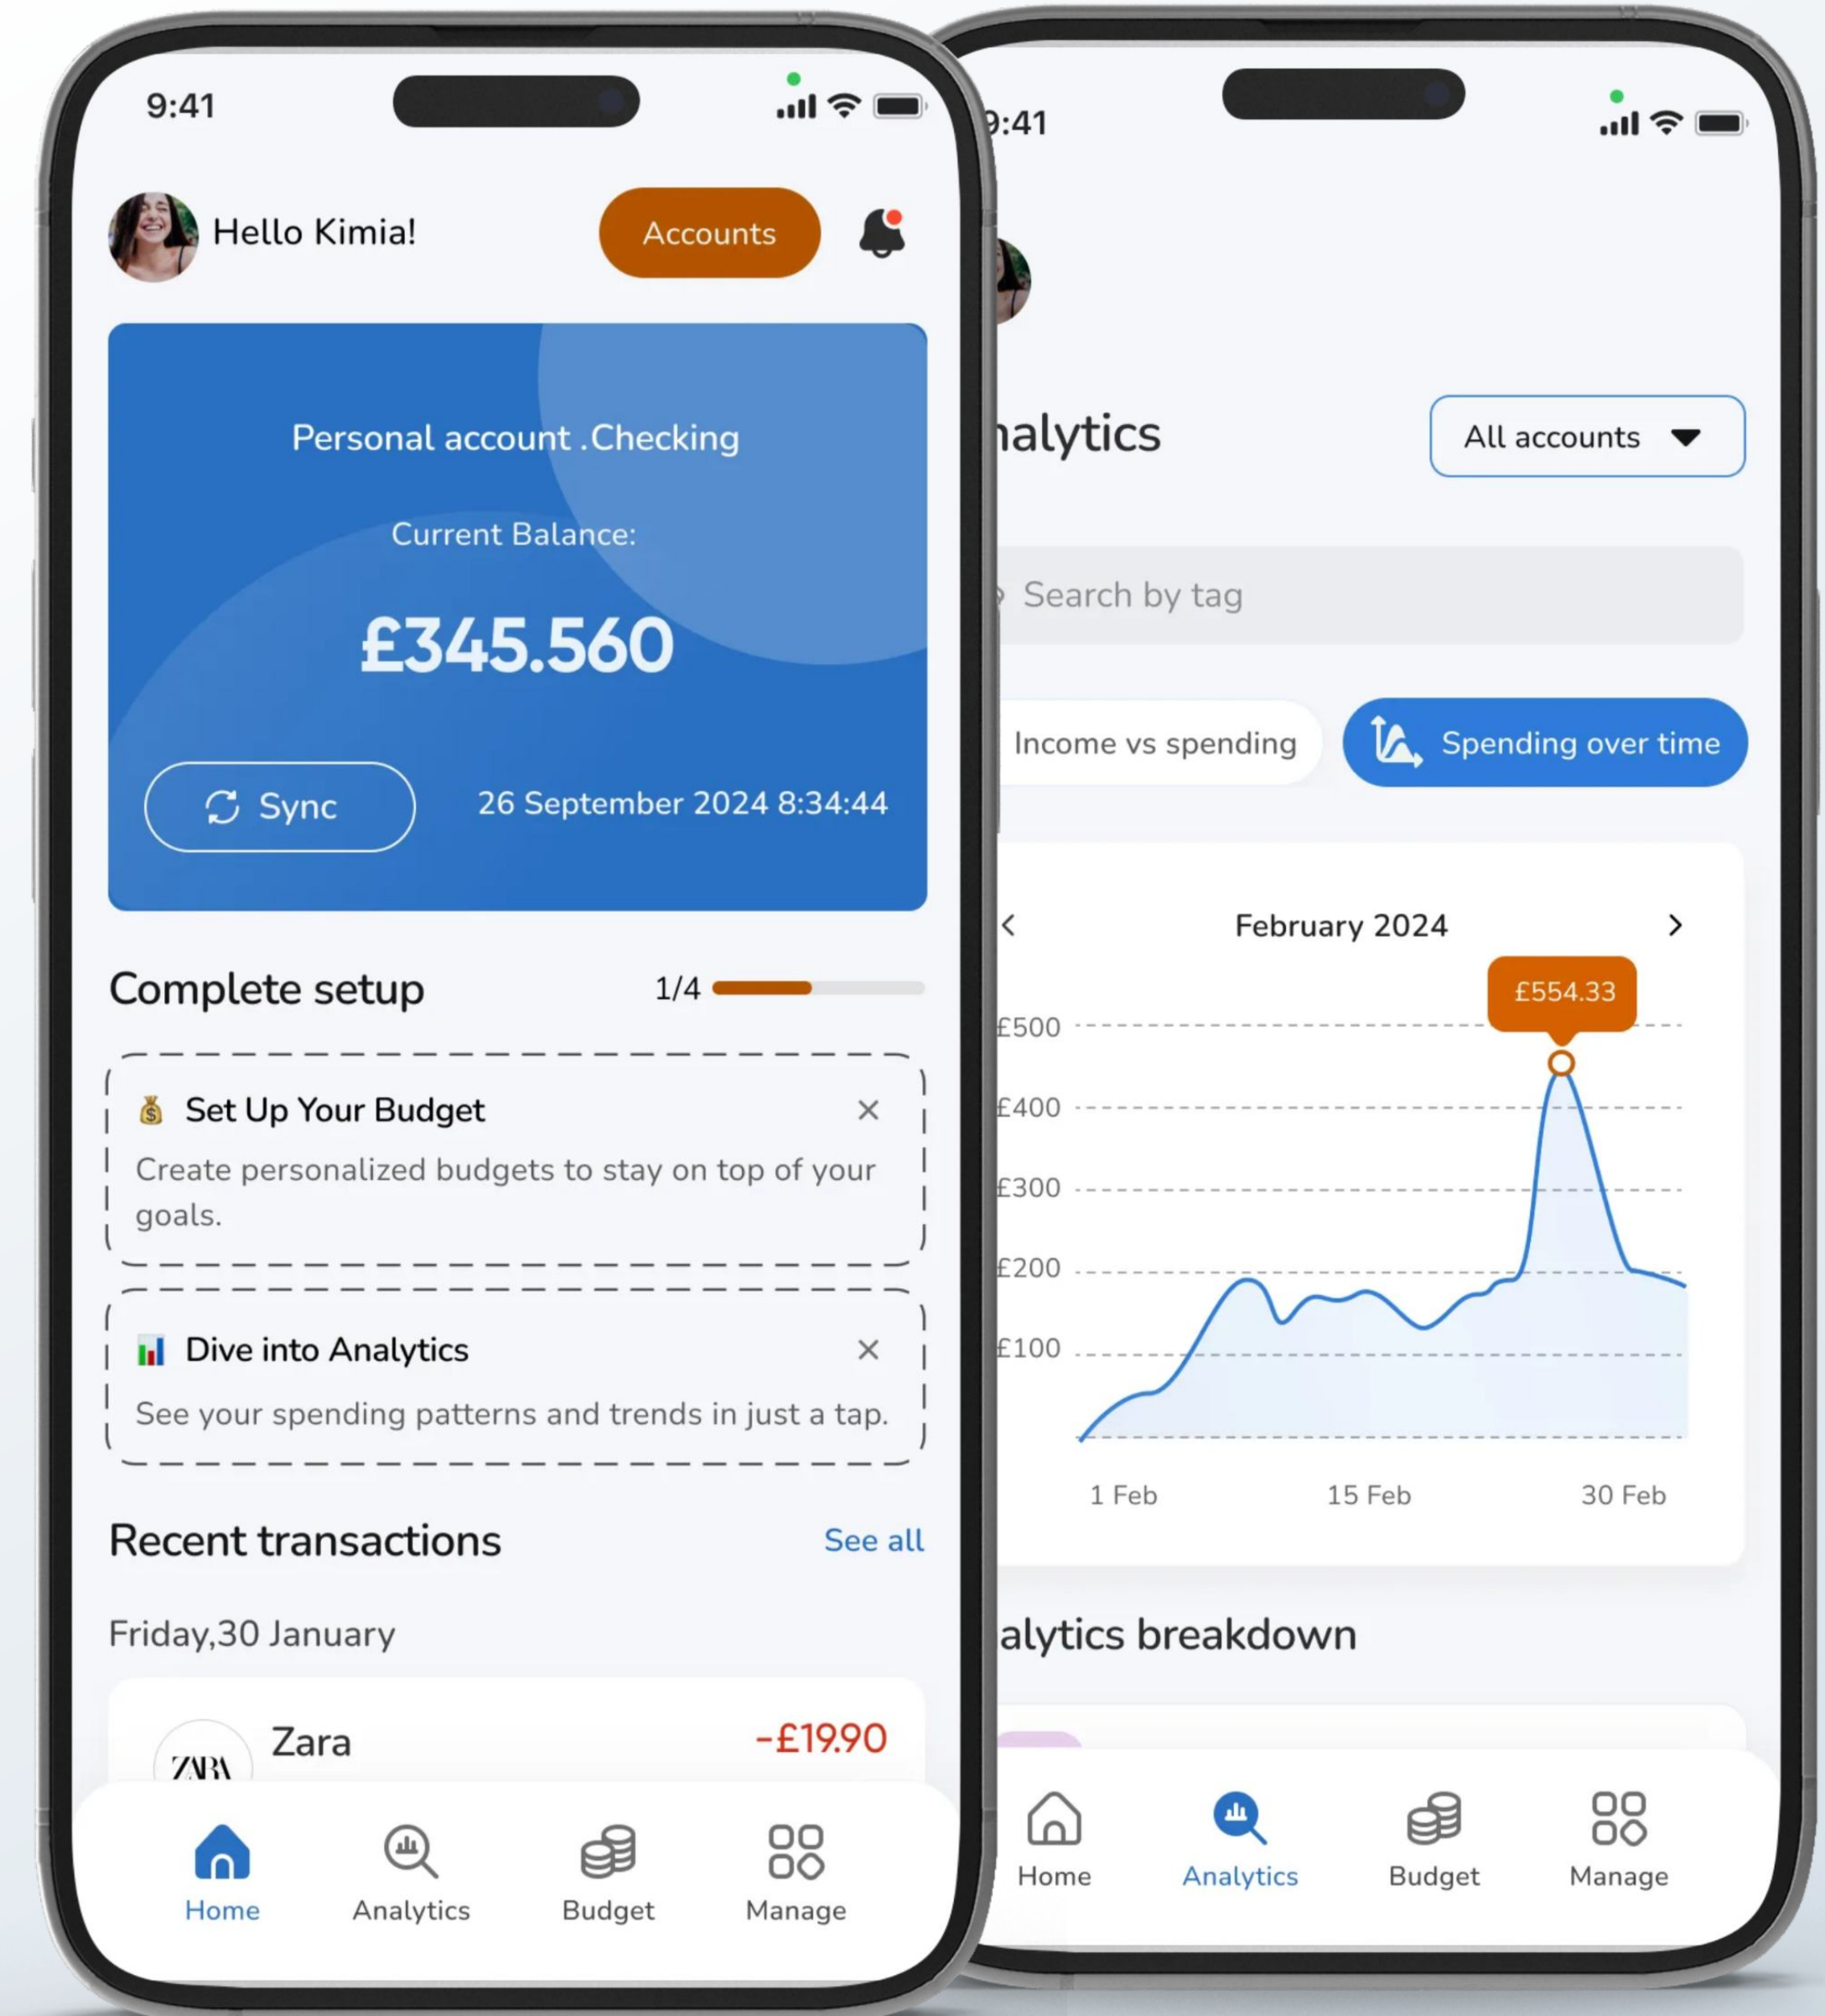 9:41
Hello Kimia!
Accounts
Personal account .Checking
Current Balance:
£345.560
Sync
26 September 2024 8:34:44
Complete setup
1/4
Set Up Your Budget
Create personalized budgets to stay on top of your
goals.
Dive into Analytics
See your spending patterns and trends in just a tap.
Recent transactions
See all
Friday,30 January
ZARA
Zara
-£19.90
Home
Analytics
Budget
Manage
9:41
nalytics
All accounts
Search by tag
Income vs spending
Spending over time
February 2024
£554.33
£500
£400
£300
£200
£100
1 Feb
15 Feb
30 Feb
alytics breakdown
Home
Analytics
Budget
Manage